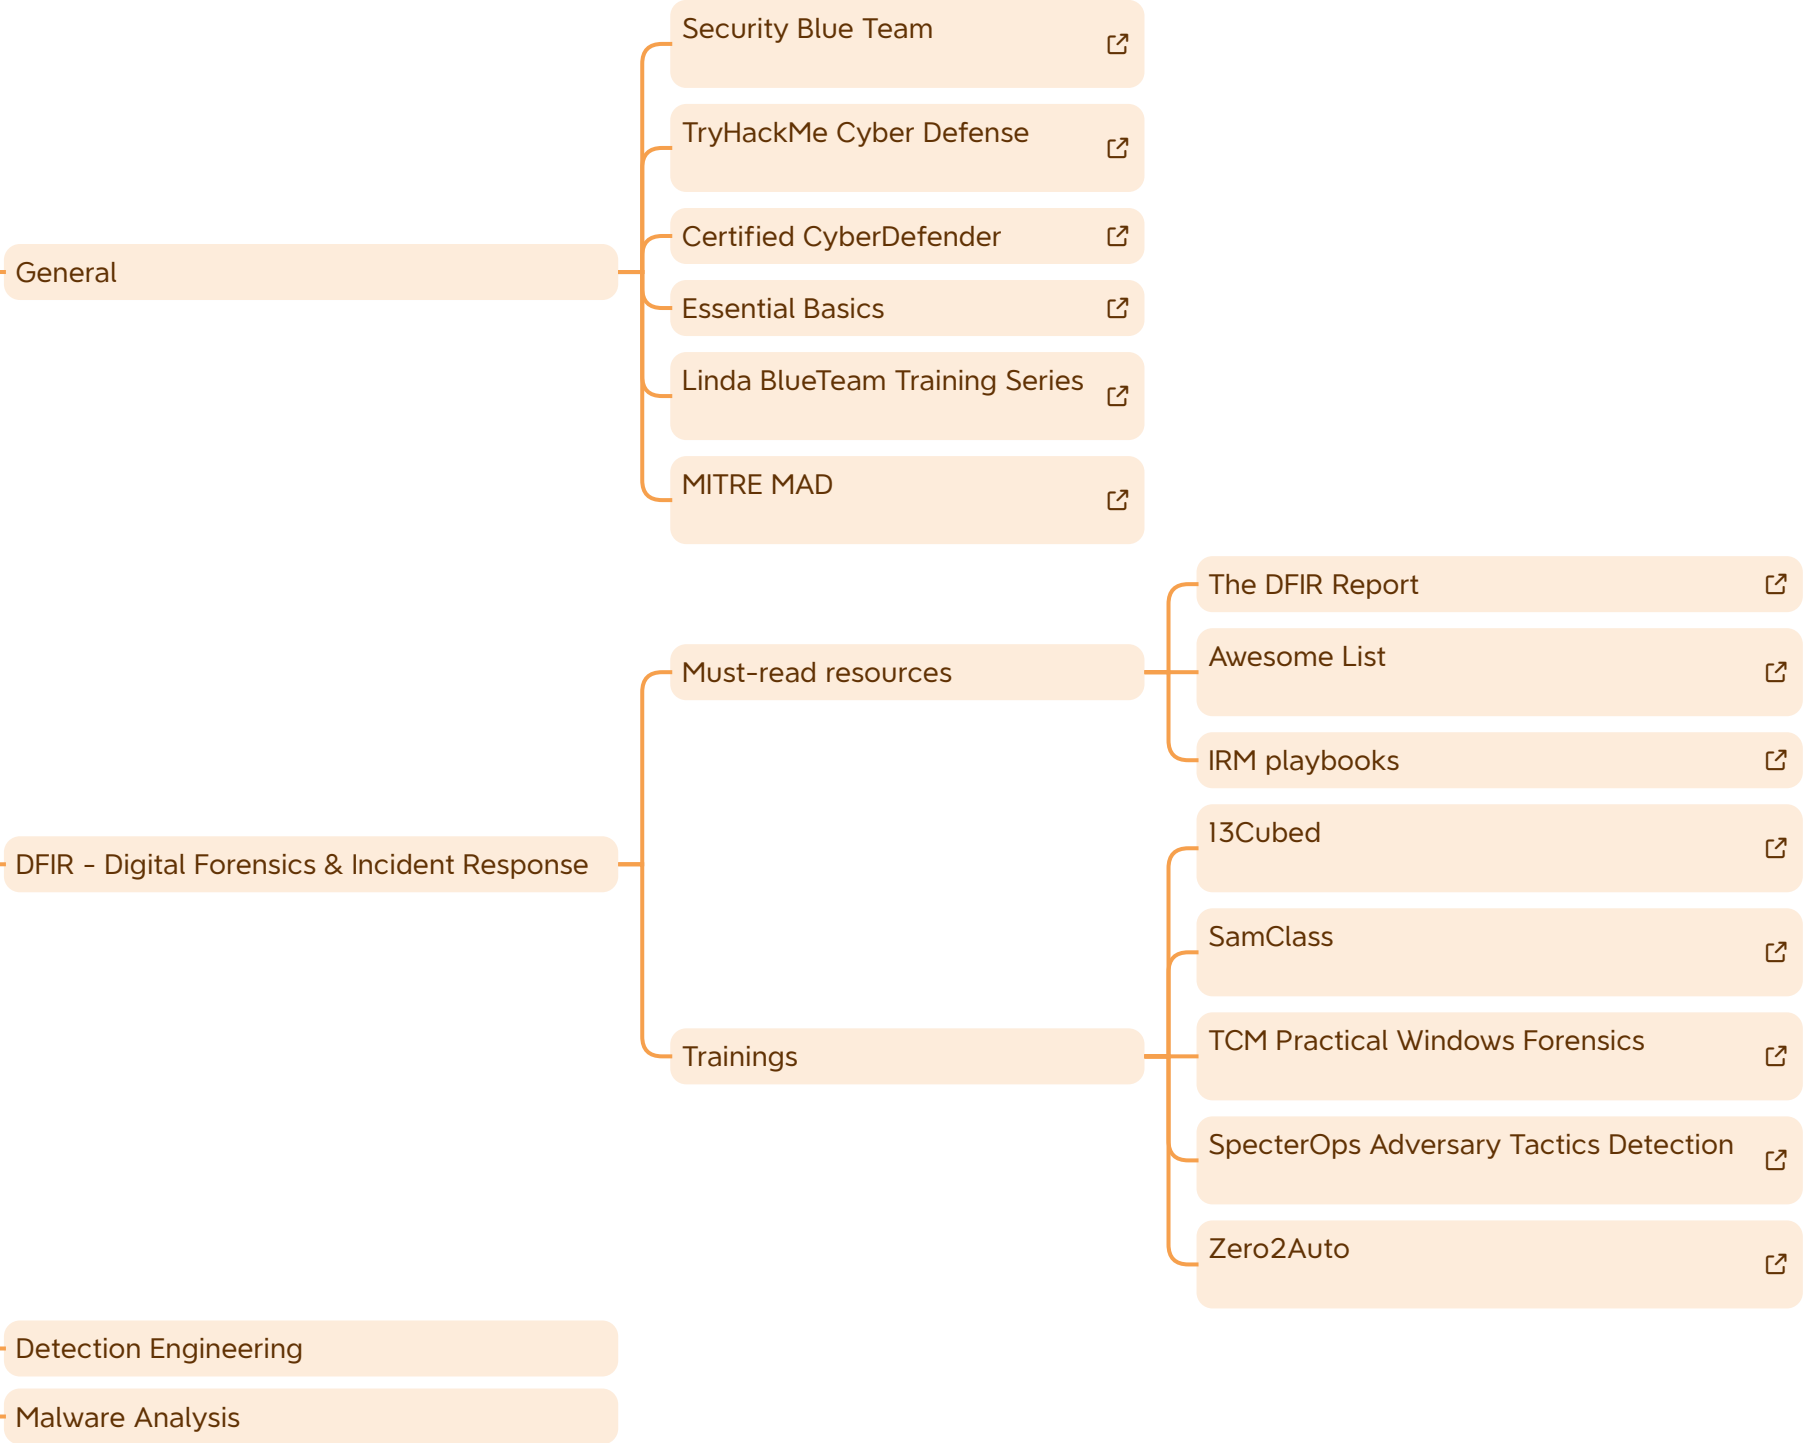 General
Security Blue Team
TryHackMe Cyber Defense
Certified CyberDefender
Essential Basics
Linda BlueTeam Training Series
MITRE MAD
DFIR - Digital Forensics & Incident Response
Must-read resources
The DFIR Report
Awesome List
IRM playbooks
Trainings
13Cubed
SamClass
TCM Practical Windows Forensics
SpecterOps Adversary Tactics Detection
Zero2Auto
Detection Engineering
Malware Analysis